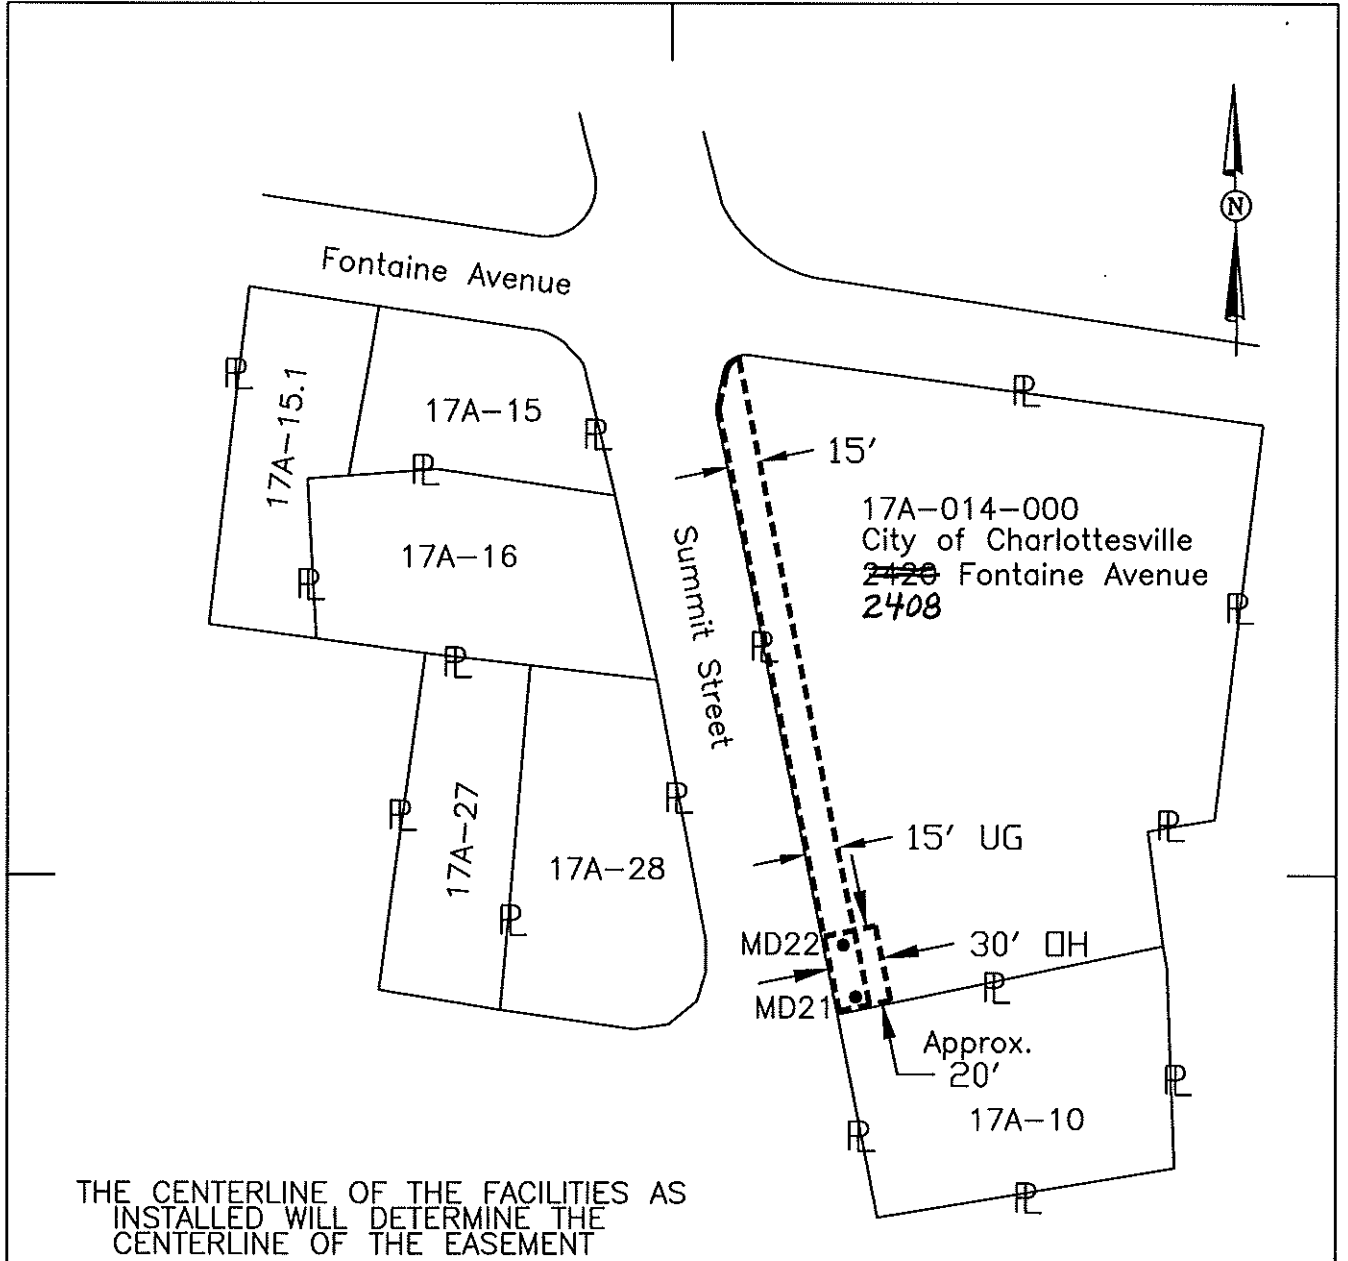 N
Fontaine Avenue
PL
17A-15.1
17A-15
PL
PL
PL
15'
17A-16
PL
Summit Street
17A-014-000
City of Charlottesville
2420 Fontaine Avenue
2408
PL
PL
PL
17A-27
PL
17A-28
PL
PL
15' UG
PL
MD22
30' OH
MD21
PL
Approx.
20'
17A-10
PL
PL
PL
THE CENTERLINE OF THE FACILITIES AS
INSTALLED WILL DETERMINE THE
CENTERLINE OF THE EASEMENT